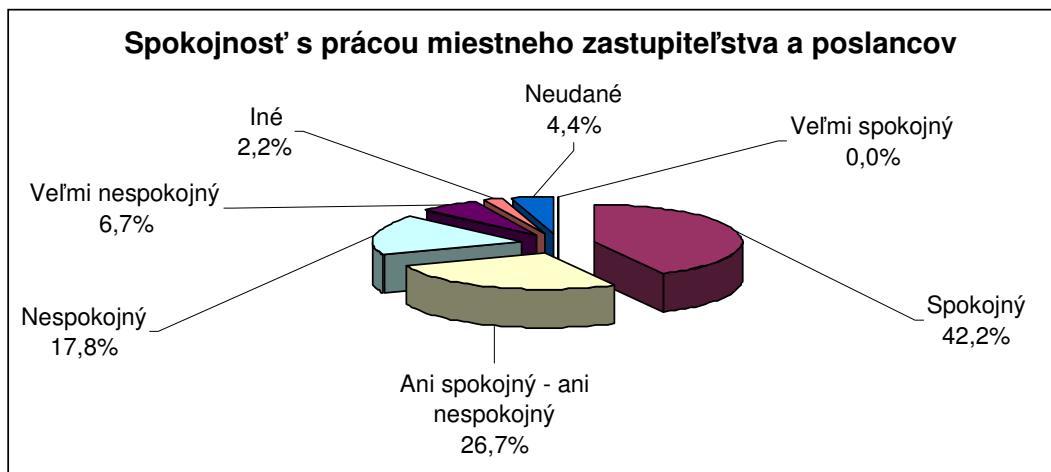 Spokojnosť s prácou miestneho zastupiteľstva a poslancov
Neudané
4,4%
Veľmi spokojný
0,0%
Iné
2,2%
Veľmi nespokojný
6,7%
Nespokojný
17,8%
Spokojný
42,2%
Ani spokojný - ani
nespokojný
26,7%